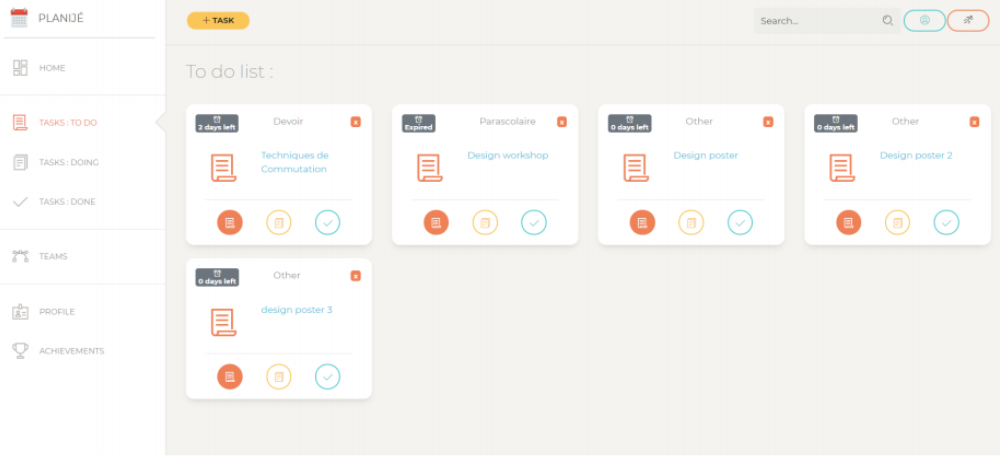 PLANIJÉ
+ TASK
Search...
HOME
TASKS : TO DO
TASKS : DOING
TASKS : DONE
TEAMS
PROFILE
ACHIEVEMENTS
To do list :
2 days left
Devoir
x
Techniques de
Commutation
Expired
Parascolaire
x
Design workshop
0 days left
Other
x
Design poster
0 days left
Other
x
Design poster 2
0 days left
Other
x
design poster 3